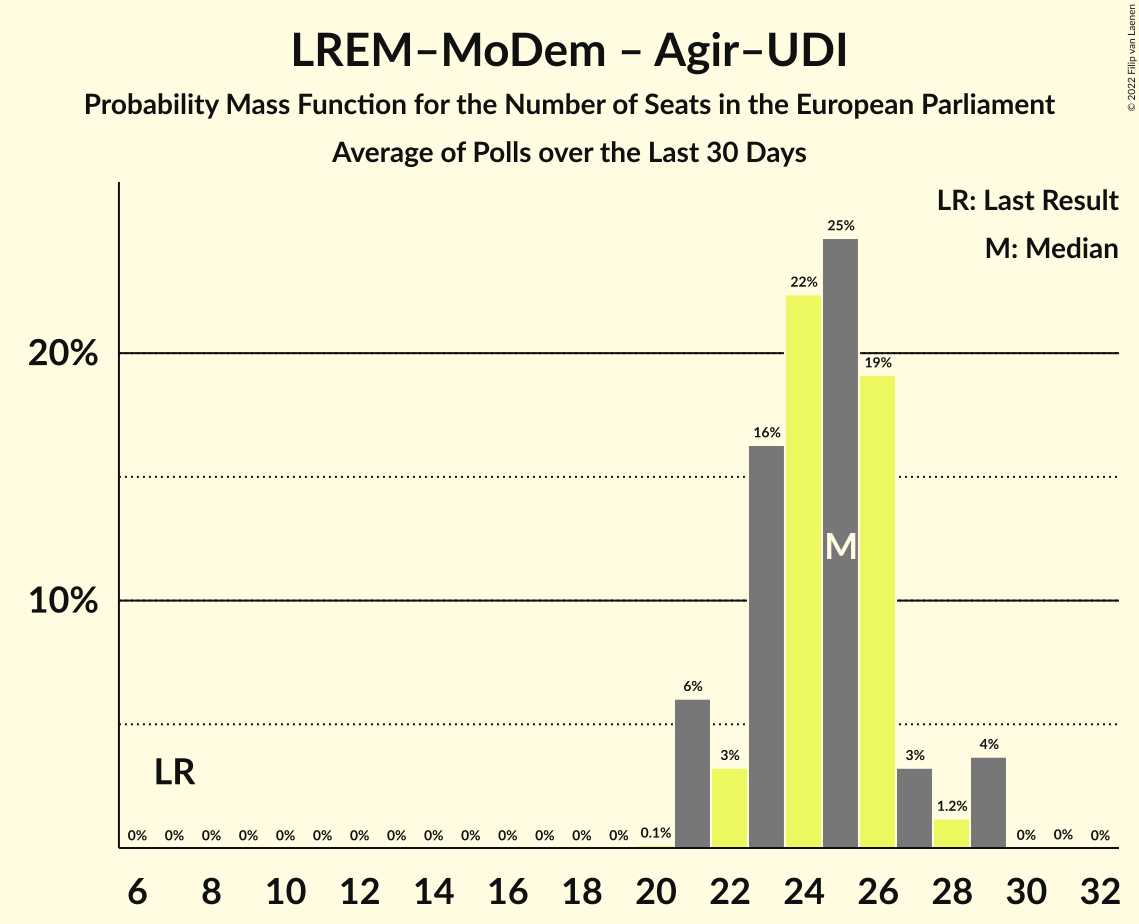 LREM–MoDem – Agir–UDI
Probability Mass Function for the Number of Seats in the European Parliament
Average of Polls over the Last 30 Days
© 2022 Filip van Laenen
LR: Last Result
M: Median
25%
22%
20%
19%
16%
M
10%
6%
LR
3%
3%
4%
1.2%
0% 0% 0% 0% 0% 0% 0% 0% 0% 0% 0% 0% 0% 0% 0.1% 0% 0% 0%
6 8 10 12 14 16 18 20 22 24 26 28 30 32